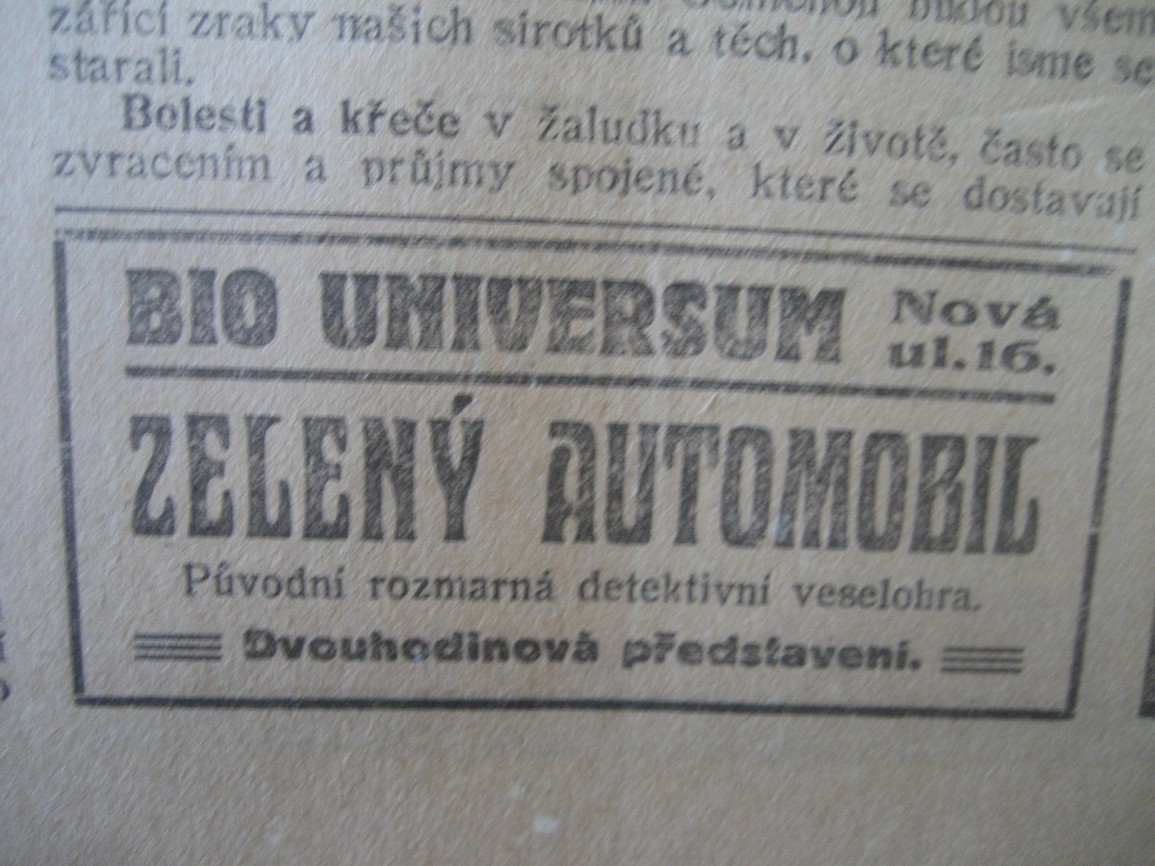 všem
zářící zraky našich sirotků a těch, o které jsme se
starali.
Bolesti a křeče v žaludku a v životě, často se
zvracením a průjmy spojené, které se dostavují
BIO UNIVERSUM Nová
ul. 16.
ZELENÝ AUTOMOBIL
Původní rozmarná detektivní veselohra.
Dvouhodinová představení.